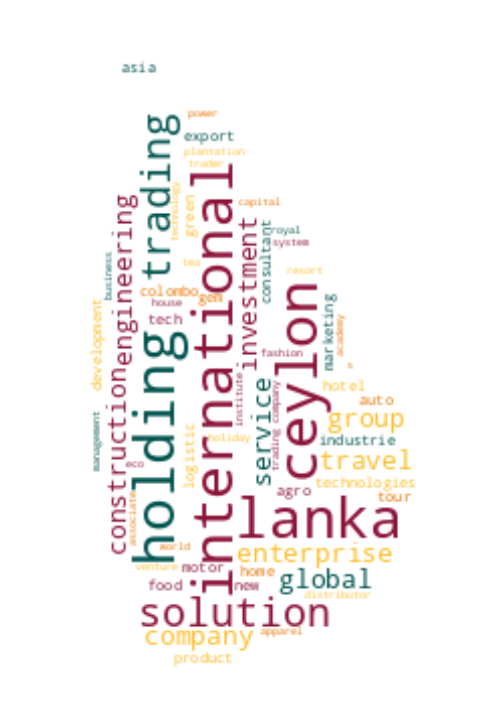 asia
power
trading
export
plantation
trader
international
technology
engineering
green
capital
investment
consultant
royal
system
business
tea
resort
colombo
gem
house
ceylon
marketing
development
tech
academy
holding
fashion
s
construction
institute
trading company
service
hotel
auto
group
management
logistic
holiday
industrie
eco
travel
technologies
agro
tour
associate
lanka
world
enterprise
venture
motor
home
global
food
new
distributor
solution
company
apparel
product